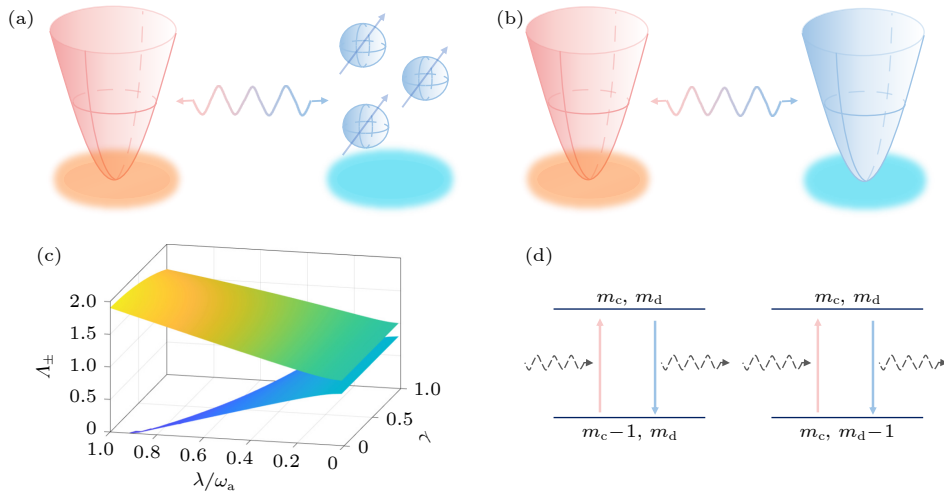 (a)
(b)
(c)
2.0
1.5
1.0
0.5
0
Λ±
1.0 0.8 0.6 0.4 0.2 0
λ/ωa
0 0.5 1.0
γ
(d)
mc, md
mc−1, md
mc, md
mc, md−1